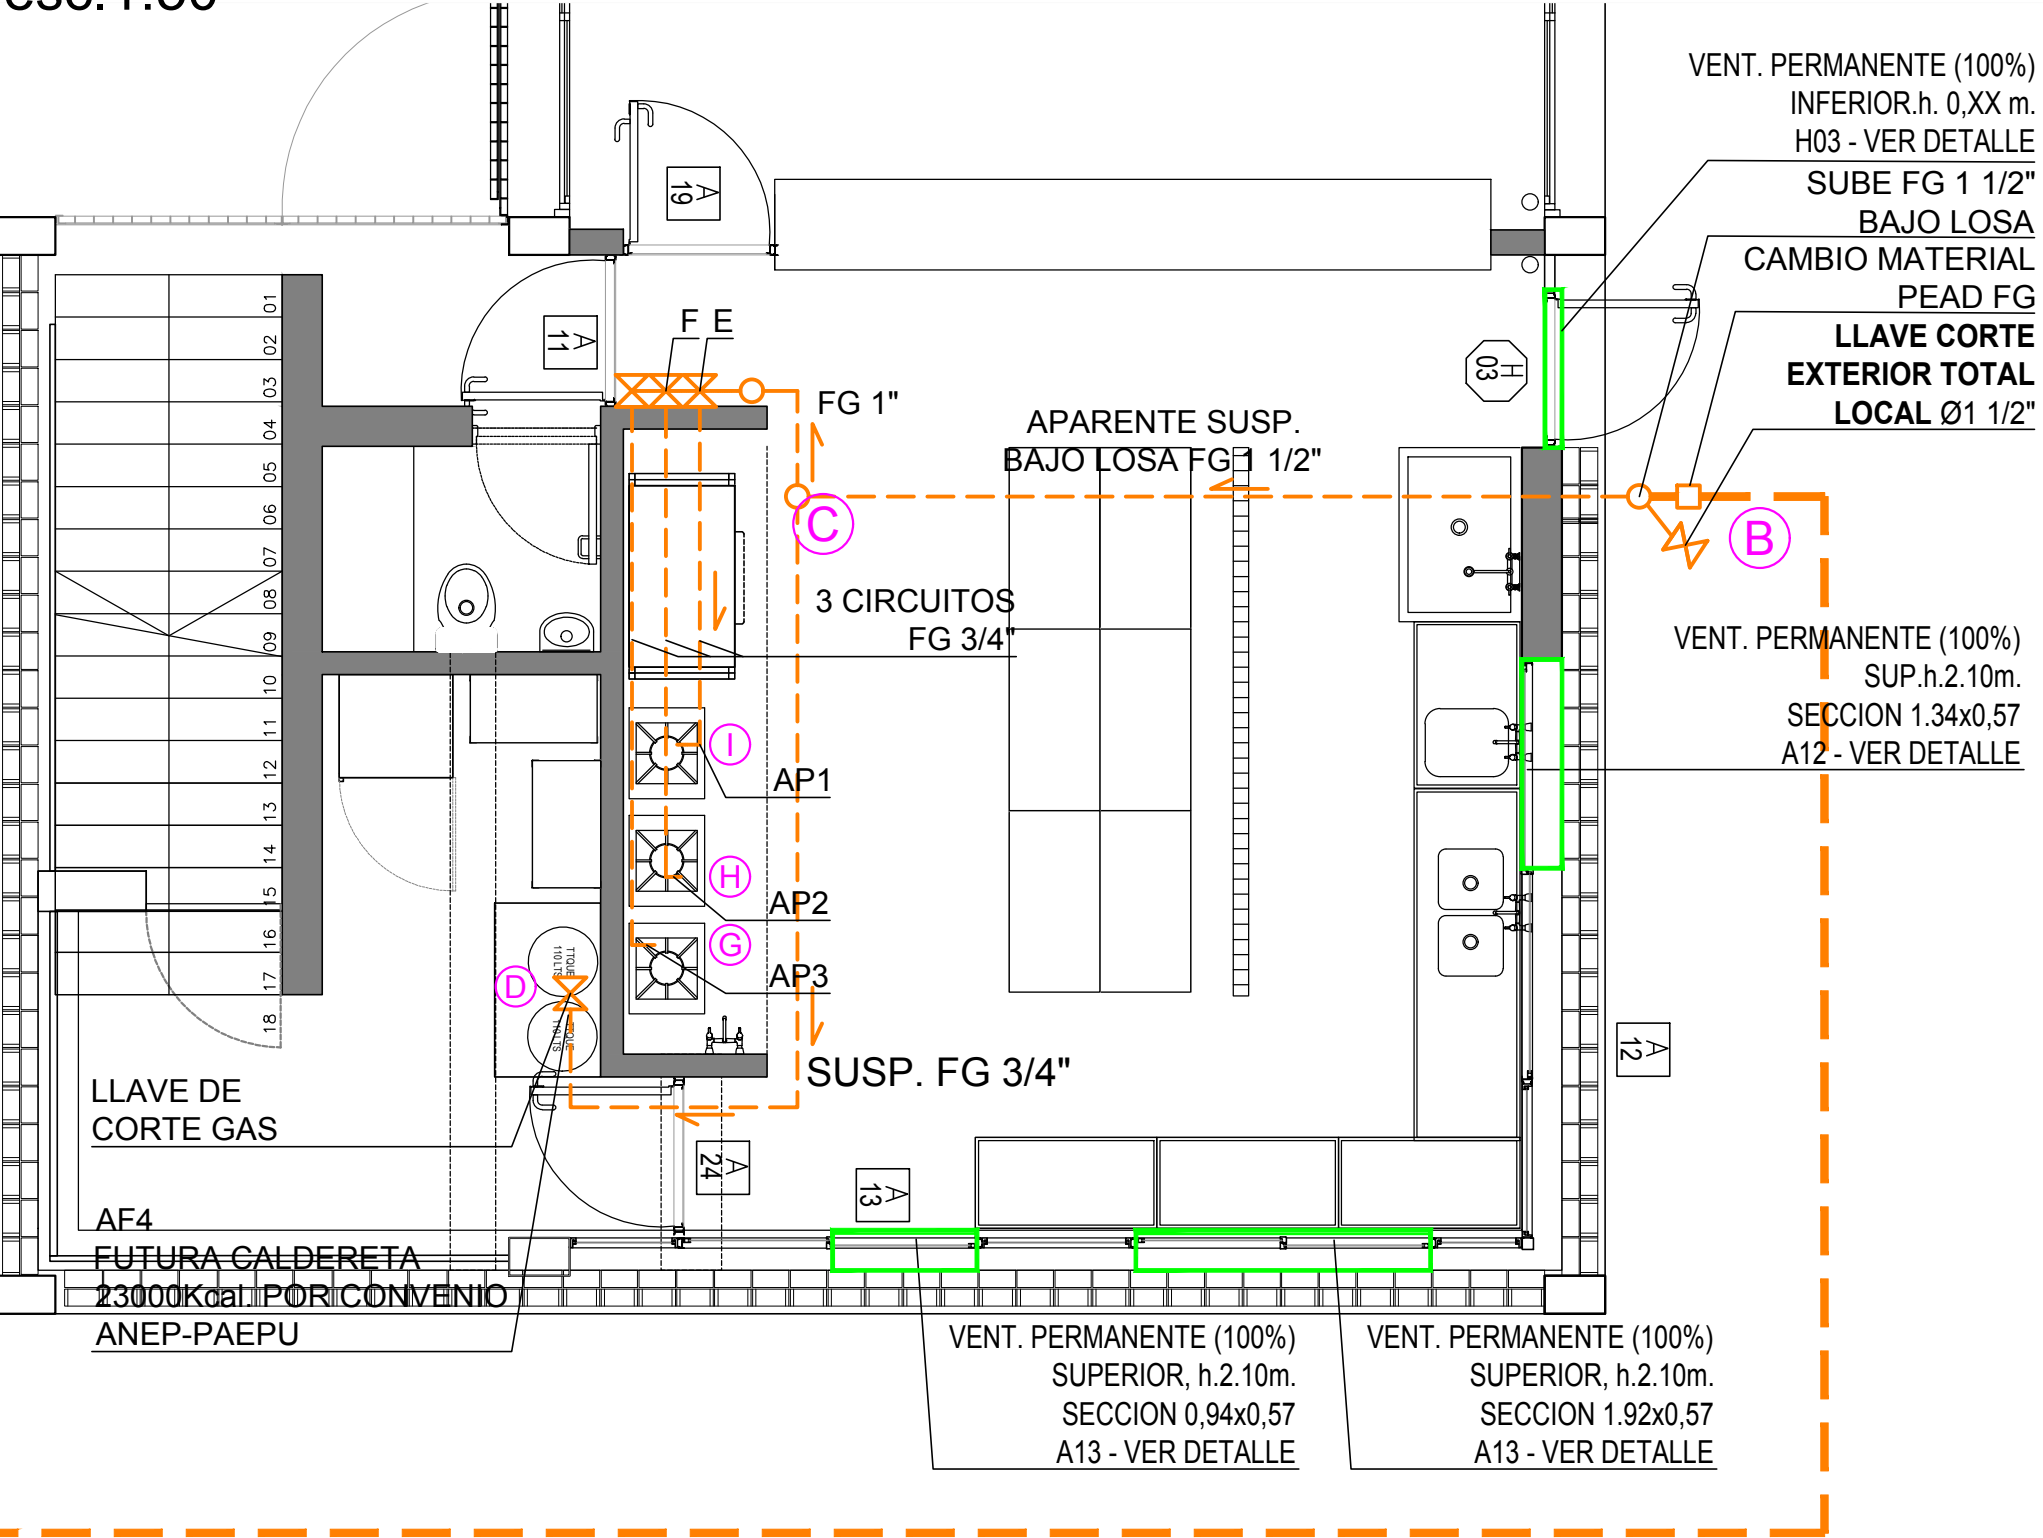 VENT. PERMANENTE (100%)
INFERIOR.h. 0,XX m.
H03 - VER DETALLE
SUBE FG 1 1/2"
BAJO LOSA
CAMBIO MATERIAL
PEAD FG
LLAVE CORTE
EXTERIOR TOTAL
LOCAL Ø1 1/2"
A
19
A
11
F E
FG 1"
H
03
APARENTE SUSP.
BAJO LOSA FG 1 1/2"
C
B
3 CIRCUITOS
FG 3/4"
VENT. PERMANENTE (100%)
SUP.h.2.10m.
SECCION 1.34x0,57
A12 - VER DETALLE
01
02
03
04
05
06
07
08
09
10
11
12
13
14
15
16
17
18
I
AP1
H
AP2
G
AP3
D
TTQUE
110 LTS
TTQUE
110 LTS
SUSP. FG 3/4"
A
12
LLAVE DE
CORTE GAS
A
24
A
13
AF4
FUTURA CALDERETA
23000Kcal. POR CONVENIO
ANEP-PAEPU
VENT. PERMANENTE (100%)
SUPERIOR, h.2.10m.
SECCION 0,94x0,57
A13 - VER DETALLE
VENT. PERMANENTE (100%)
SUPERIOR, h.2.10m.
SECCION 1.92x0,57
A13 - VER DETALLE